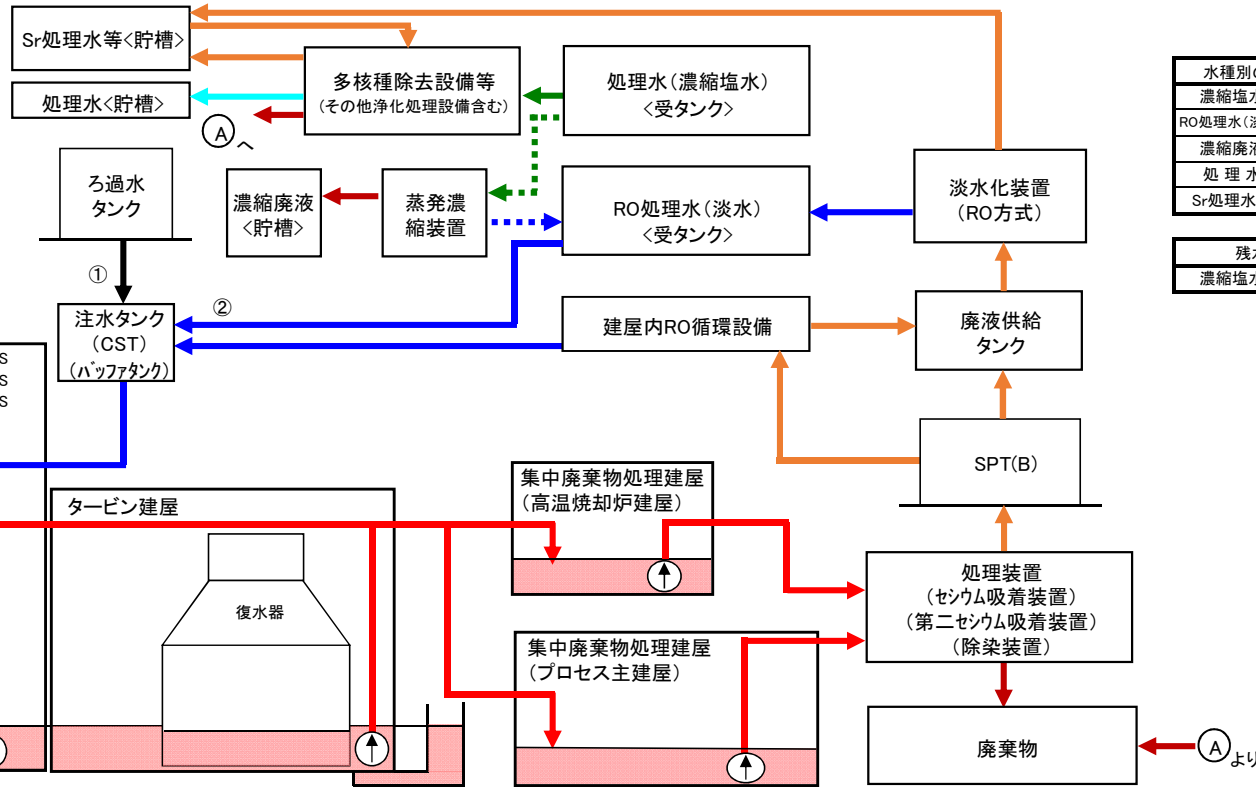 Sr処理水等<貯槽>
処理水<貯槽>
多核種除去設備等
(その他浄化処理設備含む)
Ⓐへ
処理水(濃縮塩水)
<受タンク>
ろ過水
タンク
濃縮廃液
<貯槽>
蒸発濃
縮装置
RO処理水(淡水)
<受タンク>
淡水化装置
(RO方式)
①
②
注水タンク
(CST)
(バッファタンク)
建屋内RO循環設備
廃液供給
タンク
SPT(B)
S
S
S
タービン建屋
復水器
集中廃棄物処理建屋
(高温焼却炉建屋)
集中廃棄物処理建屋
(プロセス主建屋)
処理装置
(セシウム吸着装置)
(第二セシウム吸着装置)
(除染装置)
廃棄物
Ⓐより
水種別
濃縮塩水
RO処理水(淡
濃縮廃液
処 理 水
Sr処理水
残水
濃縮塩水